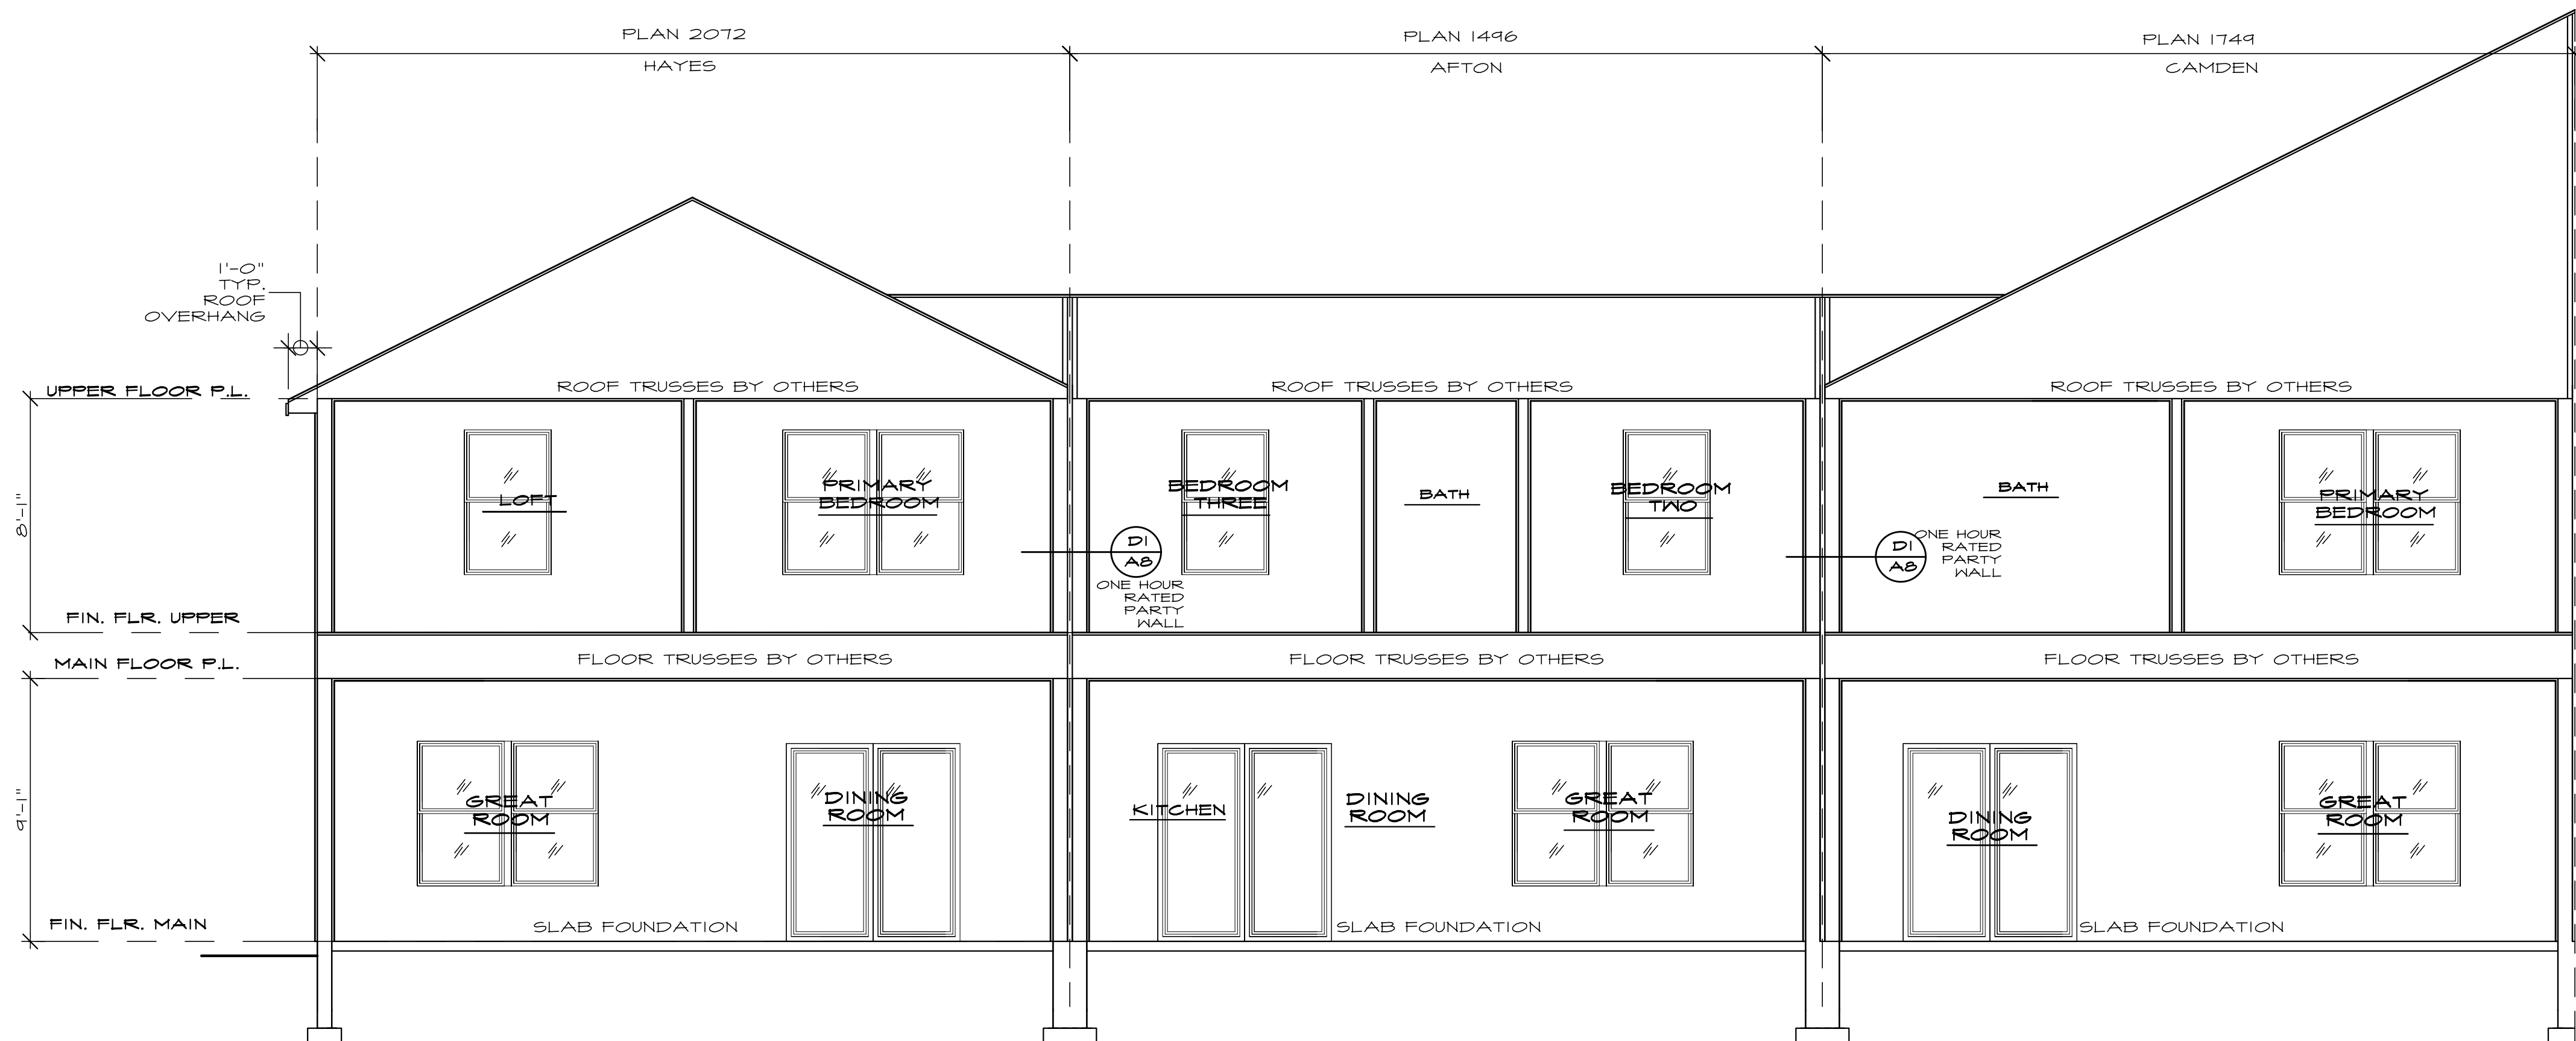 PLAN 2072
HAYES
PLAN 1496
AFTON
PLAN 1749
CAMDEN
1'-0"
TYP.
ROOF
OVERHANG
UPPER FLOOR P.L.
ROOF TRUSSES BY OTHERS
ROOF TRUSSES BY OTHERS
ROOF TRUSSES BY OTHERS
8'-1"
LOFT
PRIMARY
BEDROOM
BEDROOM
THREE
BATH
BEDROOM
TWO
BATH
PRIMARY
BEDROOM
D1
A8
ONE HOUR
RATED
PARTY
WALL
D1
A8
ONE HOUR
RATED
PARTY
WALL
FIN. FLR. UPPER
MAIN FLOOR P.L.
FLOOR TRUSSES BY OTHERS
FLOOR TRUSSES BY OTHERS
FLOOR TRUSSES BY OTHERS
9'-1"
GREAT
ROOM
DINING
ROOM
KITCHEN
DINING
ROOM
GREAT
ROOM
DINING
ROOM
GREAT
ROOM
FIN. FLR. MAIN
SLAB FOUNDATION
SLAB FOUNDATION
SLAB FOUNDATION